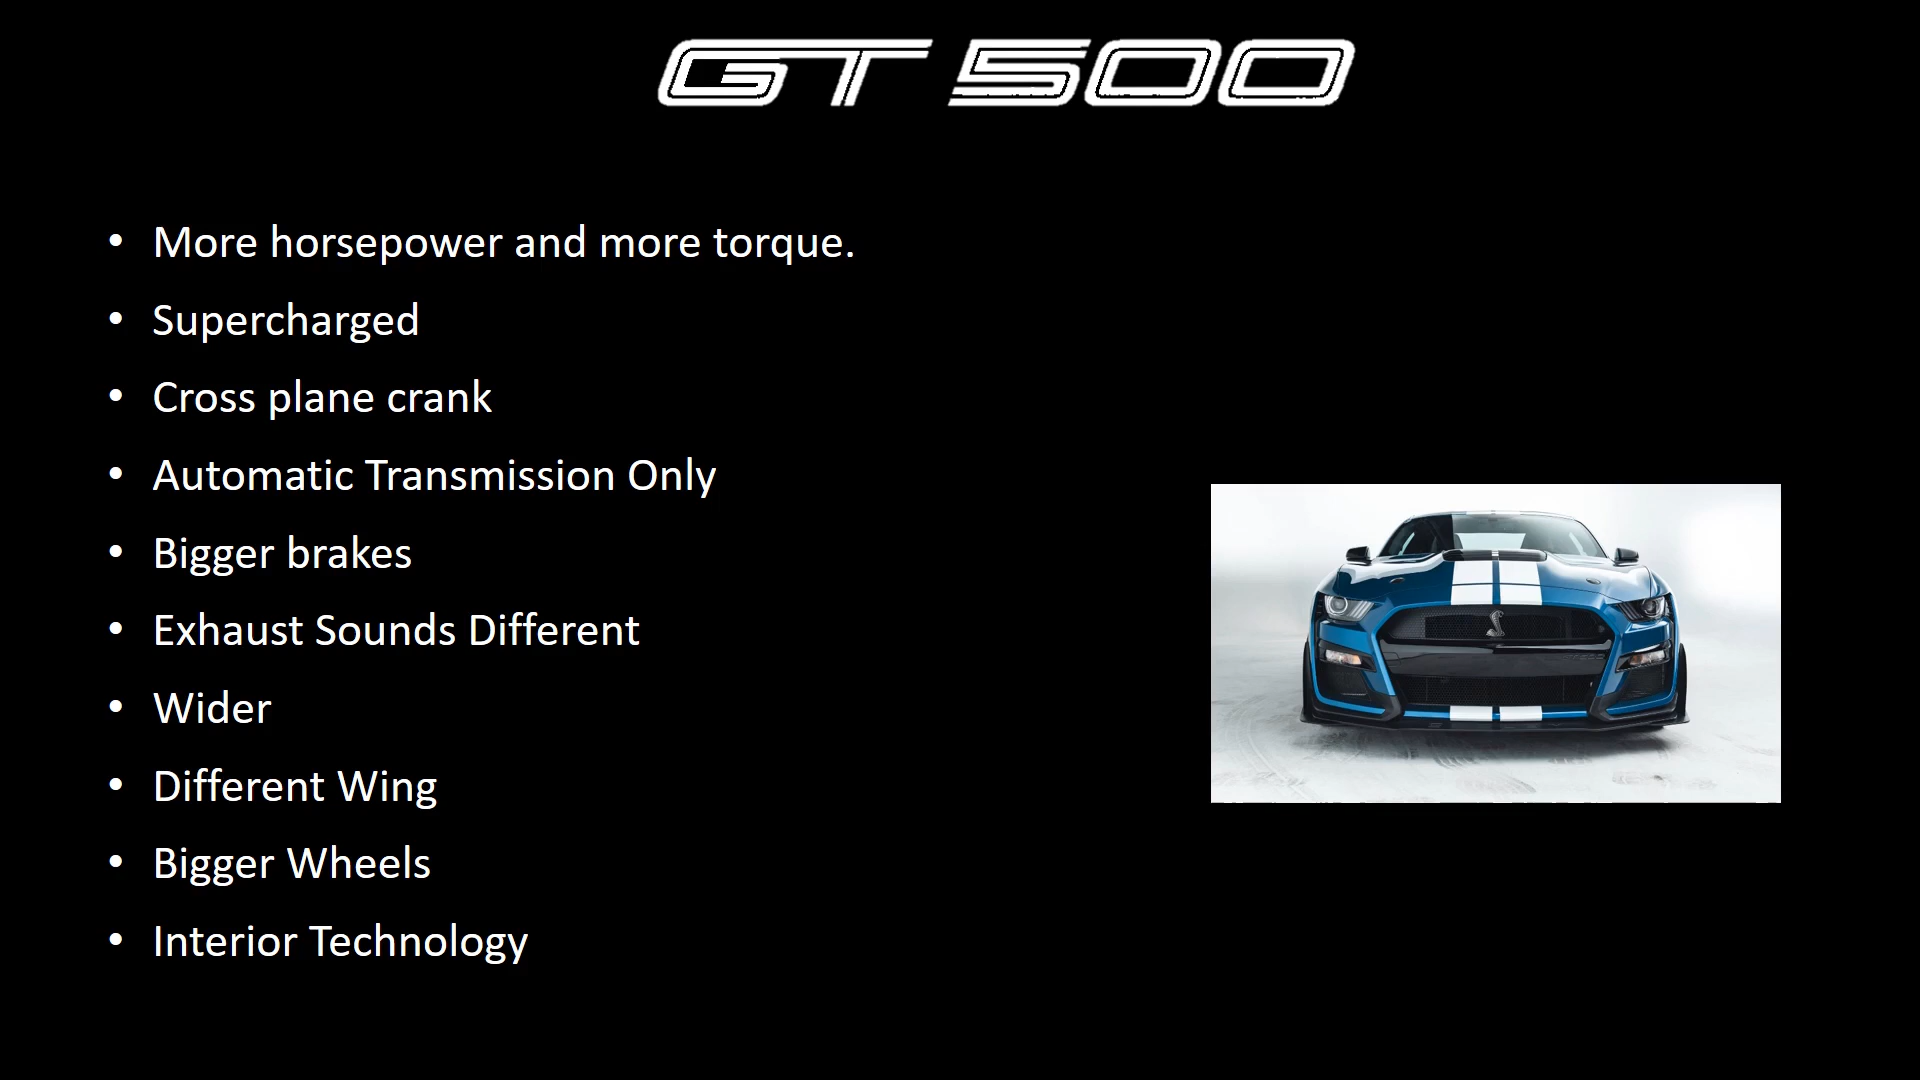 GT 500
• More horsepower and more torque.
• Supercharged
• Cross plane crank
• Automatic Transmission Only
• Bigger brakes
• Exhaust Sounds Different
• Wider
• Different Wing
• Bigger Wheels
• Interior Technology